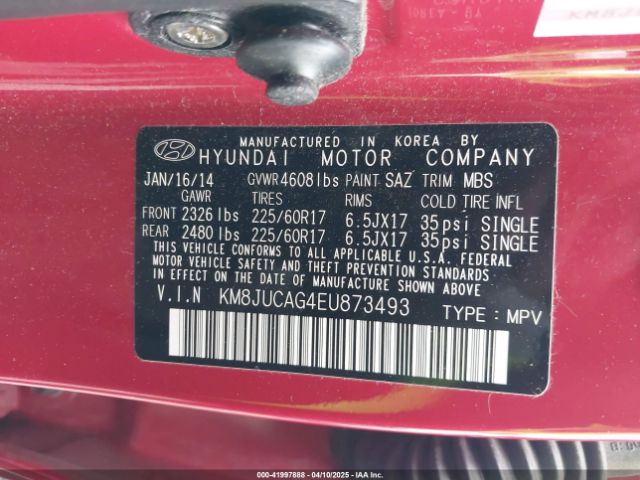 MANUFACTURED IN KOREA BY
HYUNDAI MOTOR COMPANY
JAN/16/14 GVWR 4608lbs PAINT SAZ TRIM MBS
GAWR TIRES RIMS COLD TIRE INFL
FRONT 2326 lbs 225/60R17 6.5JX17 35psi SINGLE
REAR 2480 lbs 225/60R17 6.5JX17 35psi SINGLE
THIS VEHICLE CONFORMS TO ALL APPLICABLE U.S.A. FEDERAL
MOTOR VEHICLE SAFETY AND THEFT PREVENTION STANDARDS
IN EFFECT ON THE DATE OF MANUFACTURE SHOWN ABOVE.
V.I.N KM8JUCAG4EU873493
TYPE : MPV
000-41997888 - 04/10/2025 - IAA Corp.